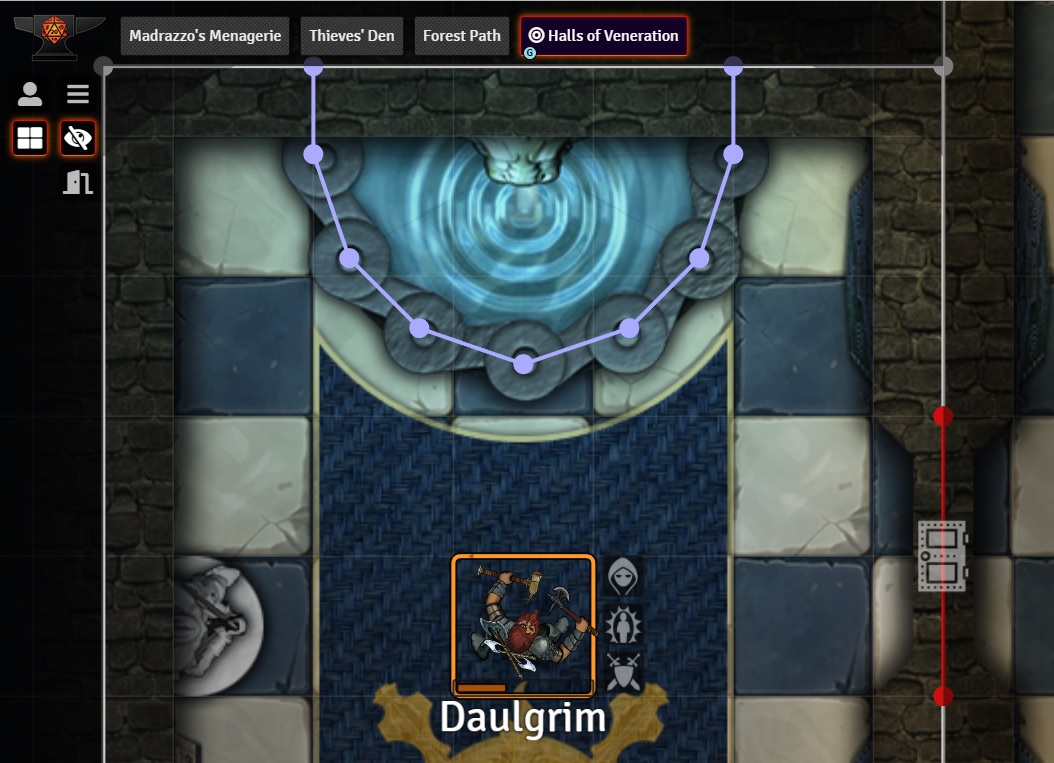 Madrazzo's Menagerie
Thieves' Den
Forest Path
Halls of Veneration
G
Daulgrim